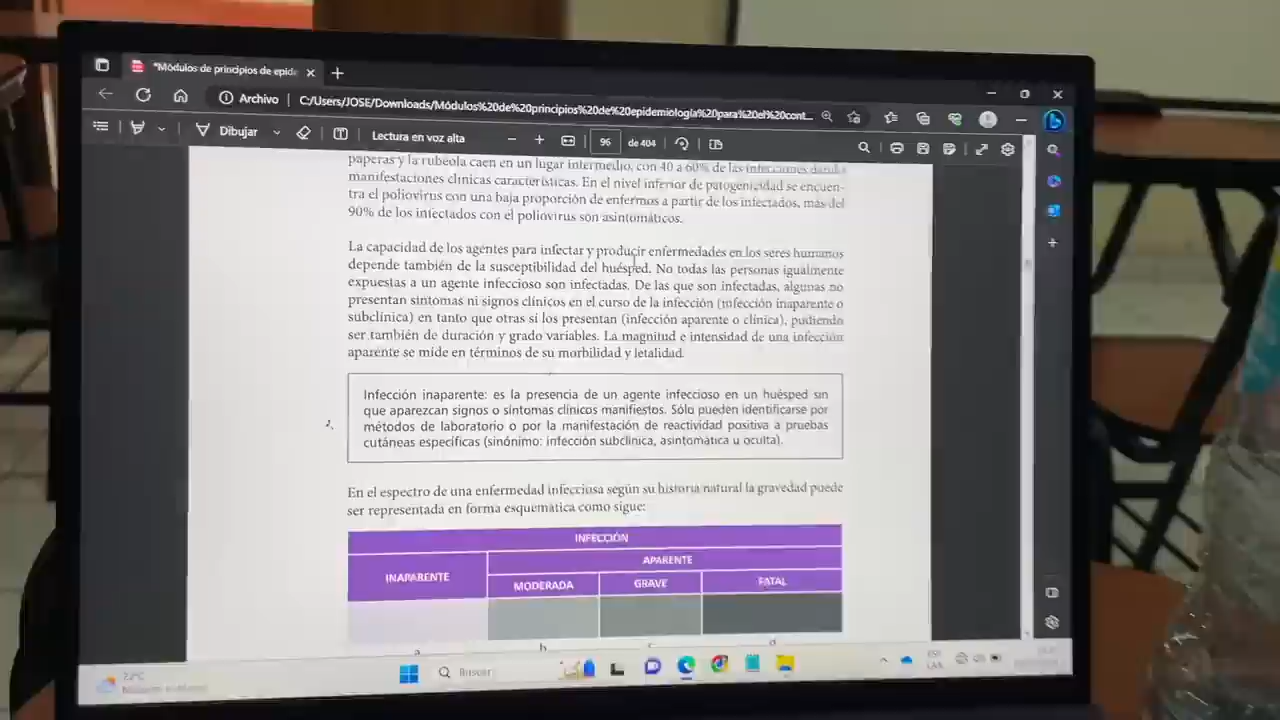 *Módulos de principios de epide
Archivo | C:/Users/JOSE/Downloads/Módulos%20de%20principios%20de%20epidemiología%20para%20el%20cont...
Dibujar
Lectura en voz alta
96
de 404
paperas y la rubeola caen en un lugar intermedio, con 40 a 60% de las infecciones dando
manifestaciones clínicas características. En el nivel inferior de patogenicidad se encuen-
tra el poliovirus con una baja proporción de enfermos a partir de los infectados, más del
90% de los infectados con el poliovirus son asintomáticos.
La capacidad de los agentes para infectar y producir enfermedades en los seres humanos
depende también de la susceptibilidad del huésped. No todas las personas igualmente
expuestas a un agente infeccioso son infectadas. De las que son infectadas, algunas no
presentan síntomas ni signos clínicos en el curso de la infección (infección inaparente o
subclínica) en tanto que otras sí los presentan (infección aparente o clínica), pudiendo
ser también de duración y grado variables. La magnitud e intensidad de una infección
aparente se mide en términos de su morbilidad y letalidad.
Infección inaparente: es la presencia de un agente infeccioso en un huésped sin
que aparezcan signos o síntomas clínicos manifiestos. Sólo pueden identificarse por
métodos de laboratorio o por la manifestación de reactividad positiva a pruebas
cutáneas específicas (sinónimo: infección subclínica, asintomática u oculta).
En el espectro de una enfermedad infecciosa según su historia natural la gravedad puede
ser representada en forma esquemática como sigue:
INFECCIÓN
INAPARENTE
APARENTE
MODERADA
GRAVE
FATAL
a
b
c
d
Buscar
ESP